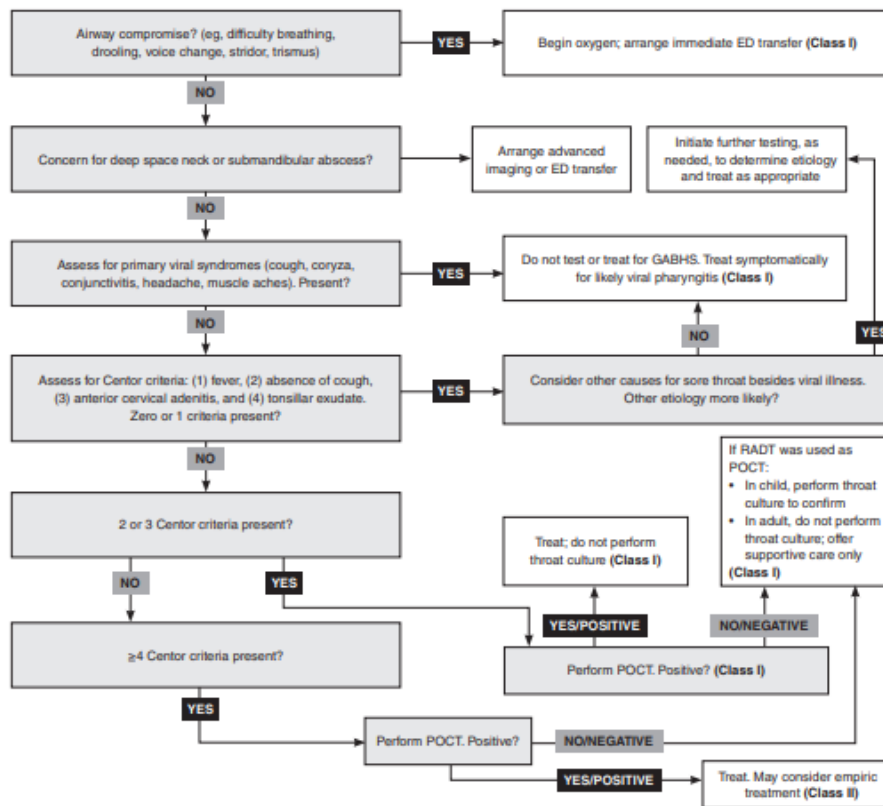 Airway compromise? (eg, difficulty breathing,
drooling, voice change, stridor, trismus)
YES
Begin oxygen; arrange immediate ED transfer (Class I)
NO
Concern for deep space neck or submandibular abscess?
Arrange advanced
imaging or ED transfer
Initiate further testing, as
needed, to determine etiology
and treat as appropriate
NO
Assess for primary viral syndromes (cough, coryza,
conjunctivitis, headache, muscle aches). Present?
YES
Do not test or treat for GABHS. Treat symptomatically
for likely viral pharyngitis (Class I)
NO
NO
YES
Assess for Centor criteria: (1) fever, (2) absence of cough,
(3) anterior cervical adenitis, and (4) tonsillar exudate.
Zero or 1 criteria present?
YES
Consider other causes for sore throat besides viral illness.
Other etiology more likely?
NO
If RADT was used as
POCT:
• In child, perform throat
culture to confirm
• In adult, do not perform
throat culture; offer
supportive care only
(Class I)
2 or 3 Centor criteria present?
Treat; do not perform
throat culture (Class I)
NO
YES
YES/POSITIVE
NO/NEGATIVE
≥4 Centor criteria present?
Perform POCT. Positive? (Class I)
YES
Perform POCT. Positive?
NO/NEGATIVE
YES/POSITIVE
Treat. May consider empiric
treatment (Class II)